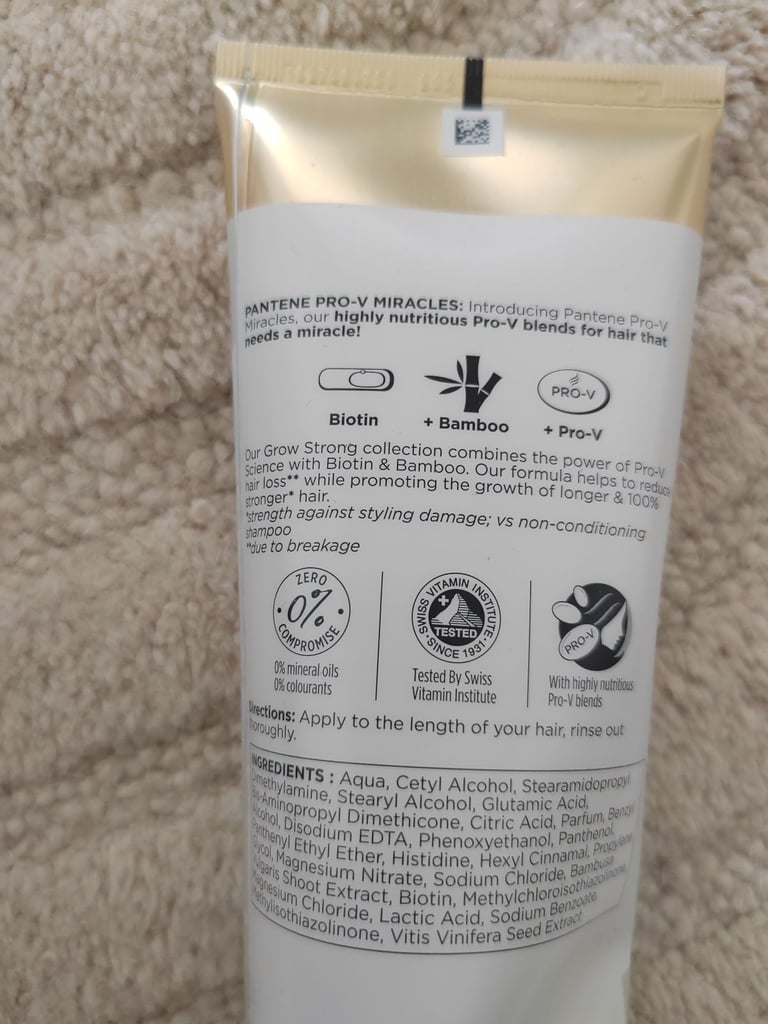 PANTENE PRO-V MIRACLES: Introducing Pantene Pro-V
Miracles, our highly nutritious Pro-V blends for hair that
needs a miracle!
PRO-V
Biotin
+ Bamboo
+ Pro-V
Our Grow Strong collection combines the power of Pro-V
Science with Biotin & Bamboo. Our formula helps to reduce
hair loss** while promoting the growth of longer & 100%
stronger* hair.
*strength against styling damage; vs non-conditioning
shampoo
**due to breakage
ZERO
0%
COMPROMISE
SWISS VITAMIN INSTITUTE
TESTED
SINCE 1931
PRO-V
0% mineral oils
0% colourants
Tested By Swiss
Vitamin Institute
With highly nutritious
Pro-V blends
Directions: Apply to the length of your hair, rinse out
thoroughly.
INGREDIENTS : Aqua, Cetyl Alcohol, Stearamidopropyl
Dimethylamine, Stearyl Alcohol, Glutamic Acid,
Bis-Aminopropyl Dimethicone, Citric Acid, Parfum, Benzyl
Alcohol, Disodium EDTA, Phenoxyethanol, Panthenol,
Panthenyl Ethyl Ether, Histidine, Hexyl Cinnamal, Propylene
Glycol, Magnesium Nitrate, Sodium Chloride, Bambusa
Vulgaris Shoot Extract, Biotin, Methylchloroisothiazolinone,
Magnesium Chloride, Lactic Acid, Sodium Benzoate,
Methylisothiazolinone, Vitis Vinifera Seed Extract